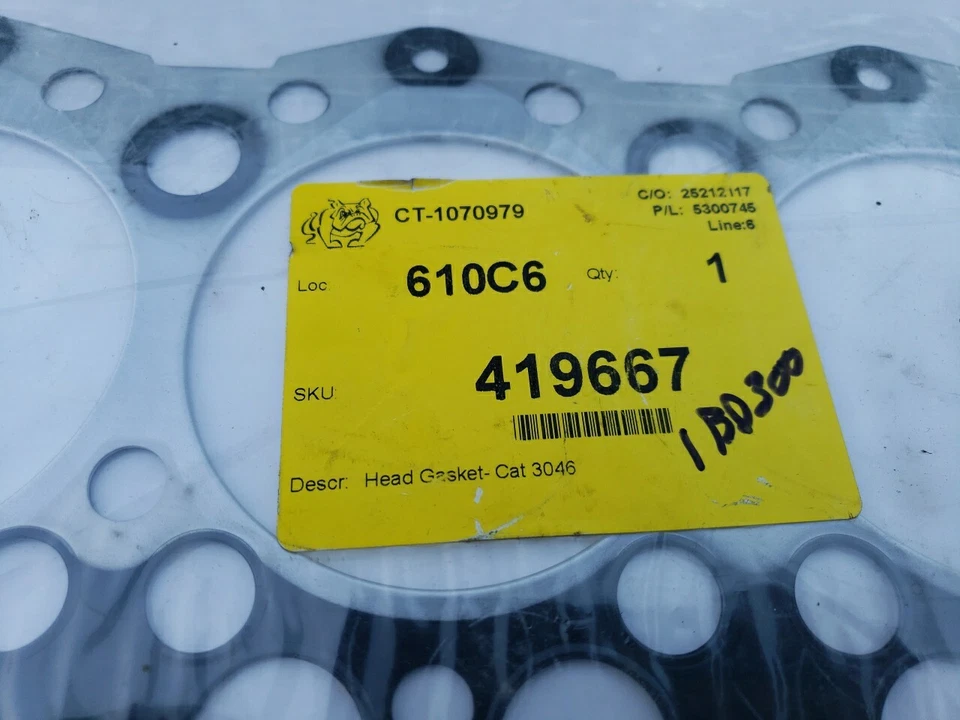 CT-1070979
C/O: 25212117
P/L: 5300745
Line:6
Loc 610C6 Qty: 1
SKU: 419667
1 BD300
Descr: Head Gasket- Cat 3046